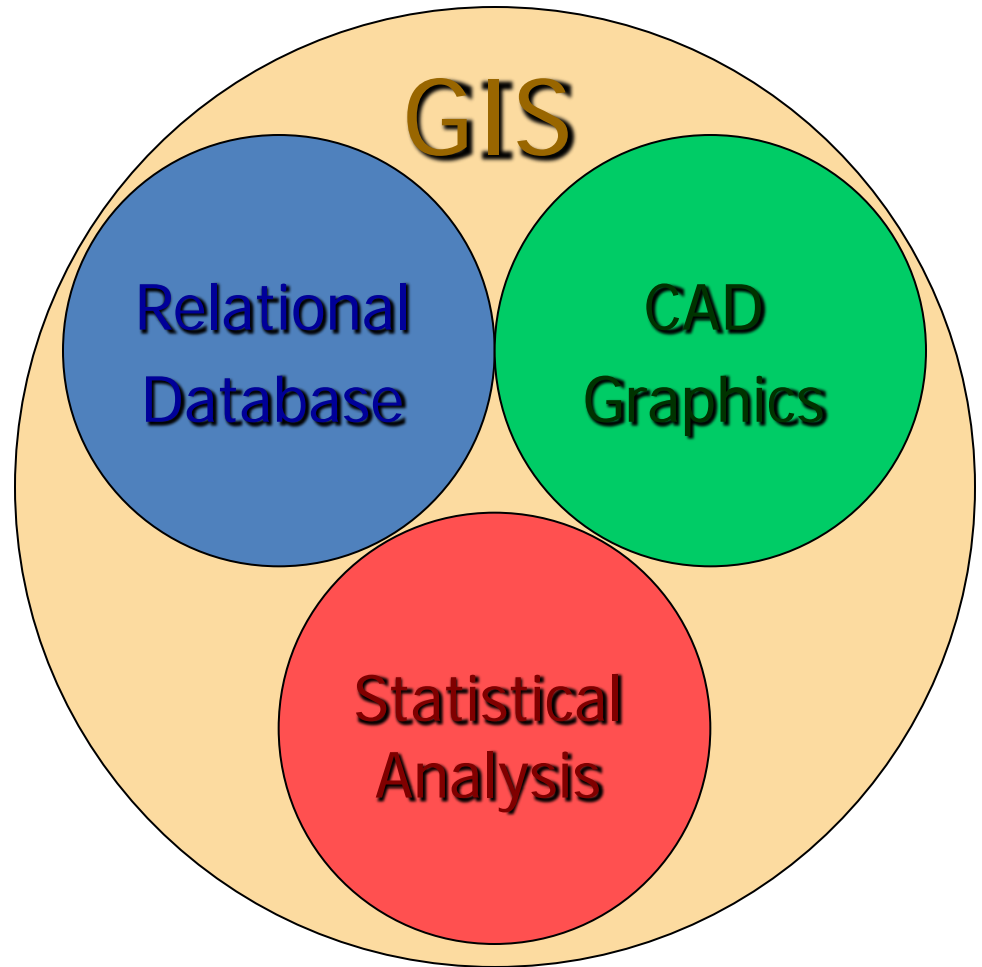 GIS
Relational
Database
CAD
Graphics
Statistical
Analysis